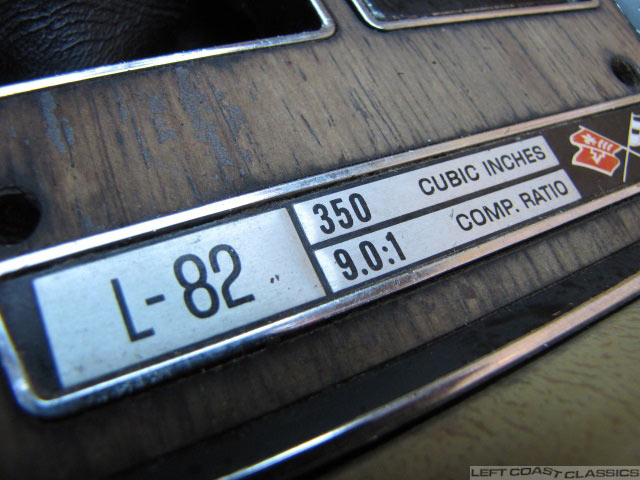 L-82
350 CUBIC INCHES
9.0:1 COMP. RATIO
LEFT COAST CLASSICS